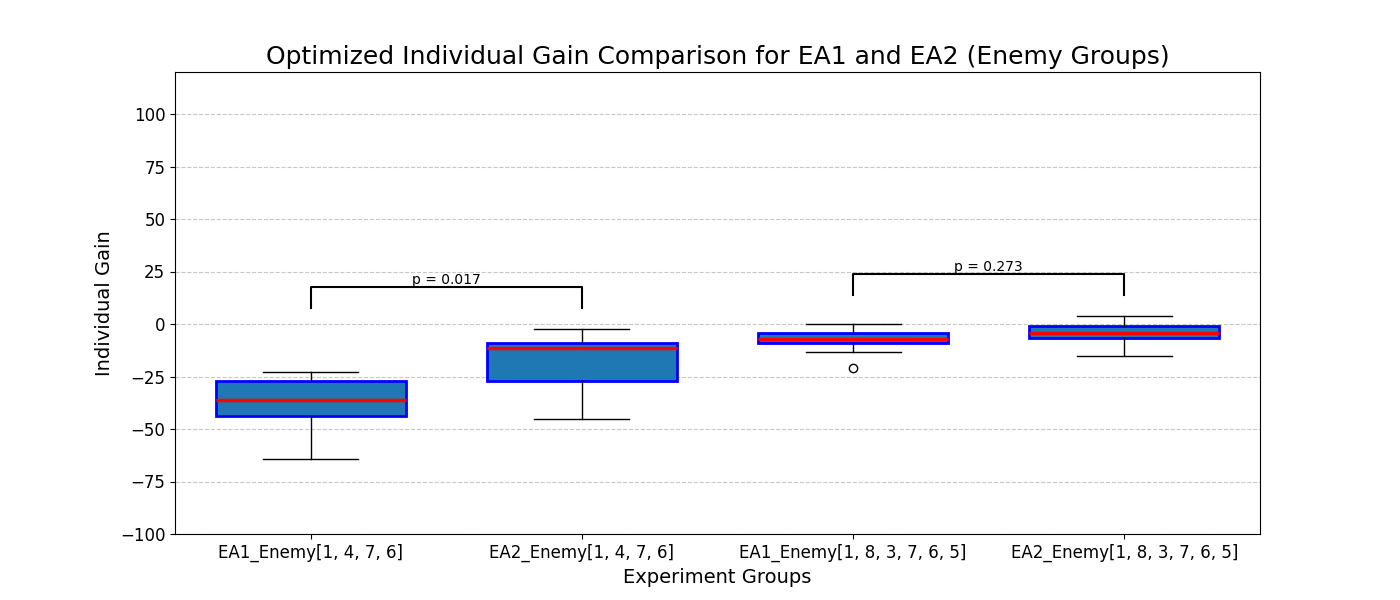 Optimized Individual Gain Comparison for EA1 and EA2 (Enemy Groups)
Individual Gain
100
75
50
25
0
−25
−50
−75
−100
p = 0.017
p = 0.273
EA1_Enemy[1, 4, 7, 6]
EA2_Enemy[1, 4, 7, 6]
EA1_Enemy[1, 8, 3, 7, 6, 5]
EA2_Enemy[1, 8, 3, 7, 6, 5]
Experiment Groups